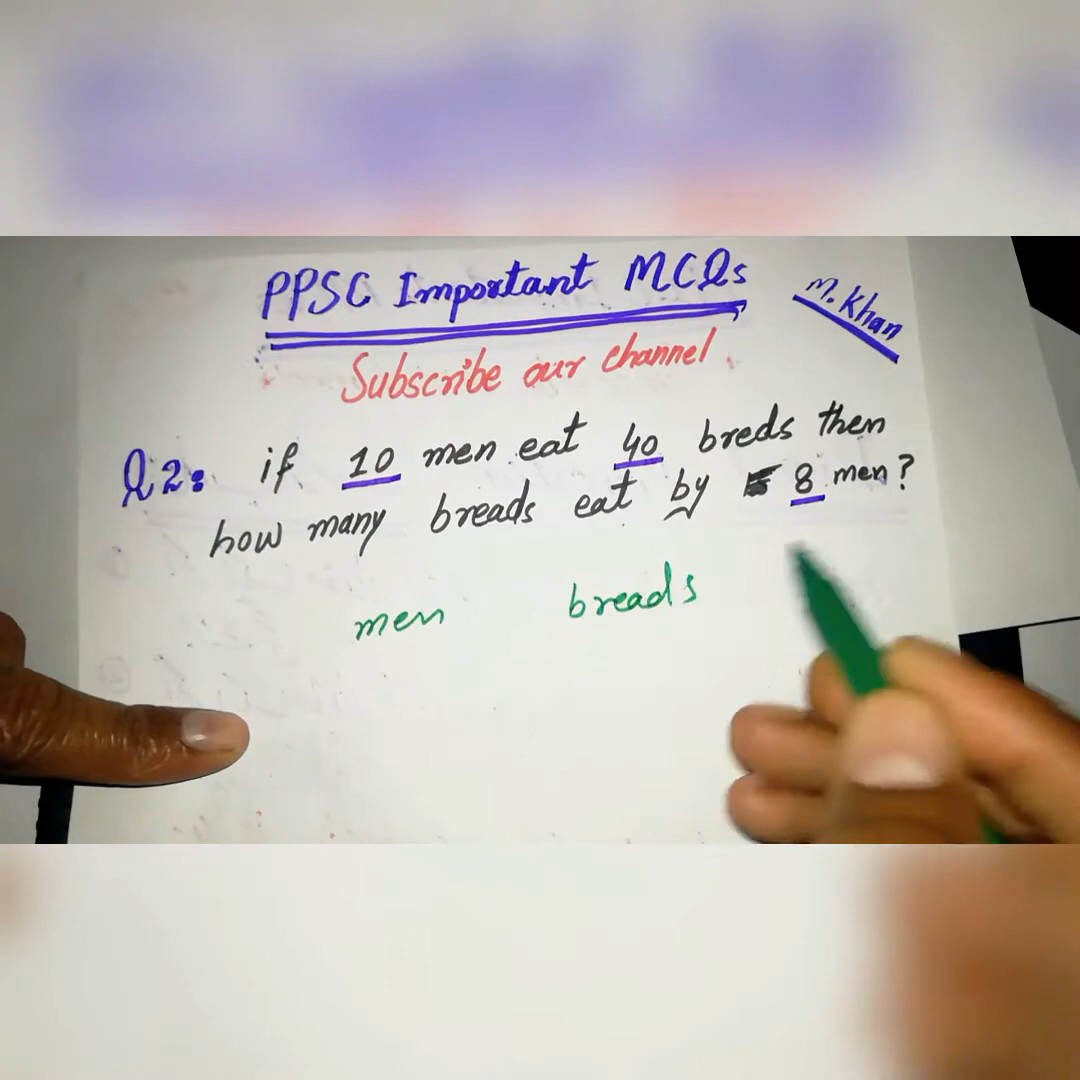 PPSC Important MCQs
M. Khan
Subscribe our channel
Q2: if 10 men eat 40 breds then
how many breads eat by 8 men?
men breads